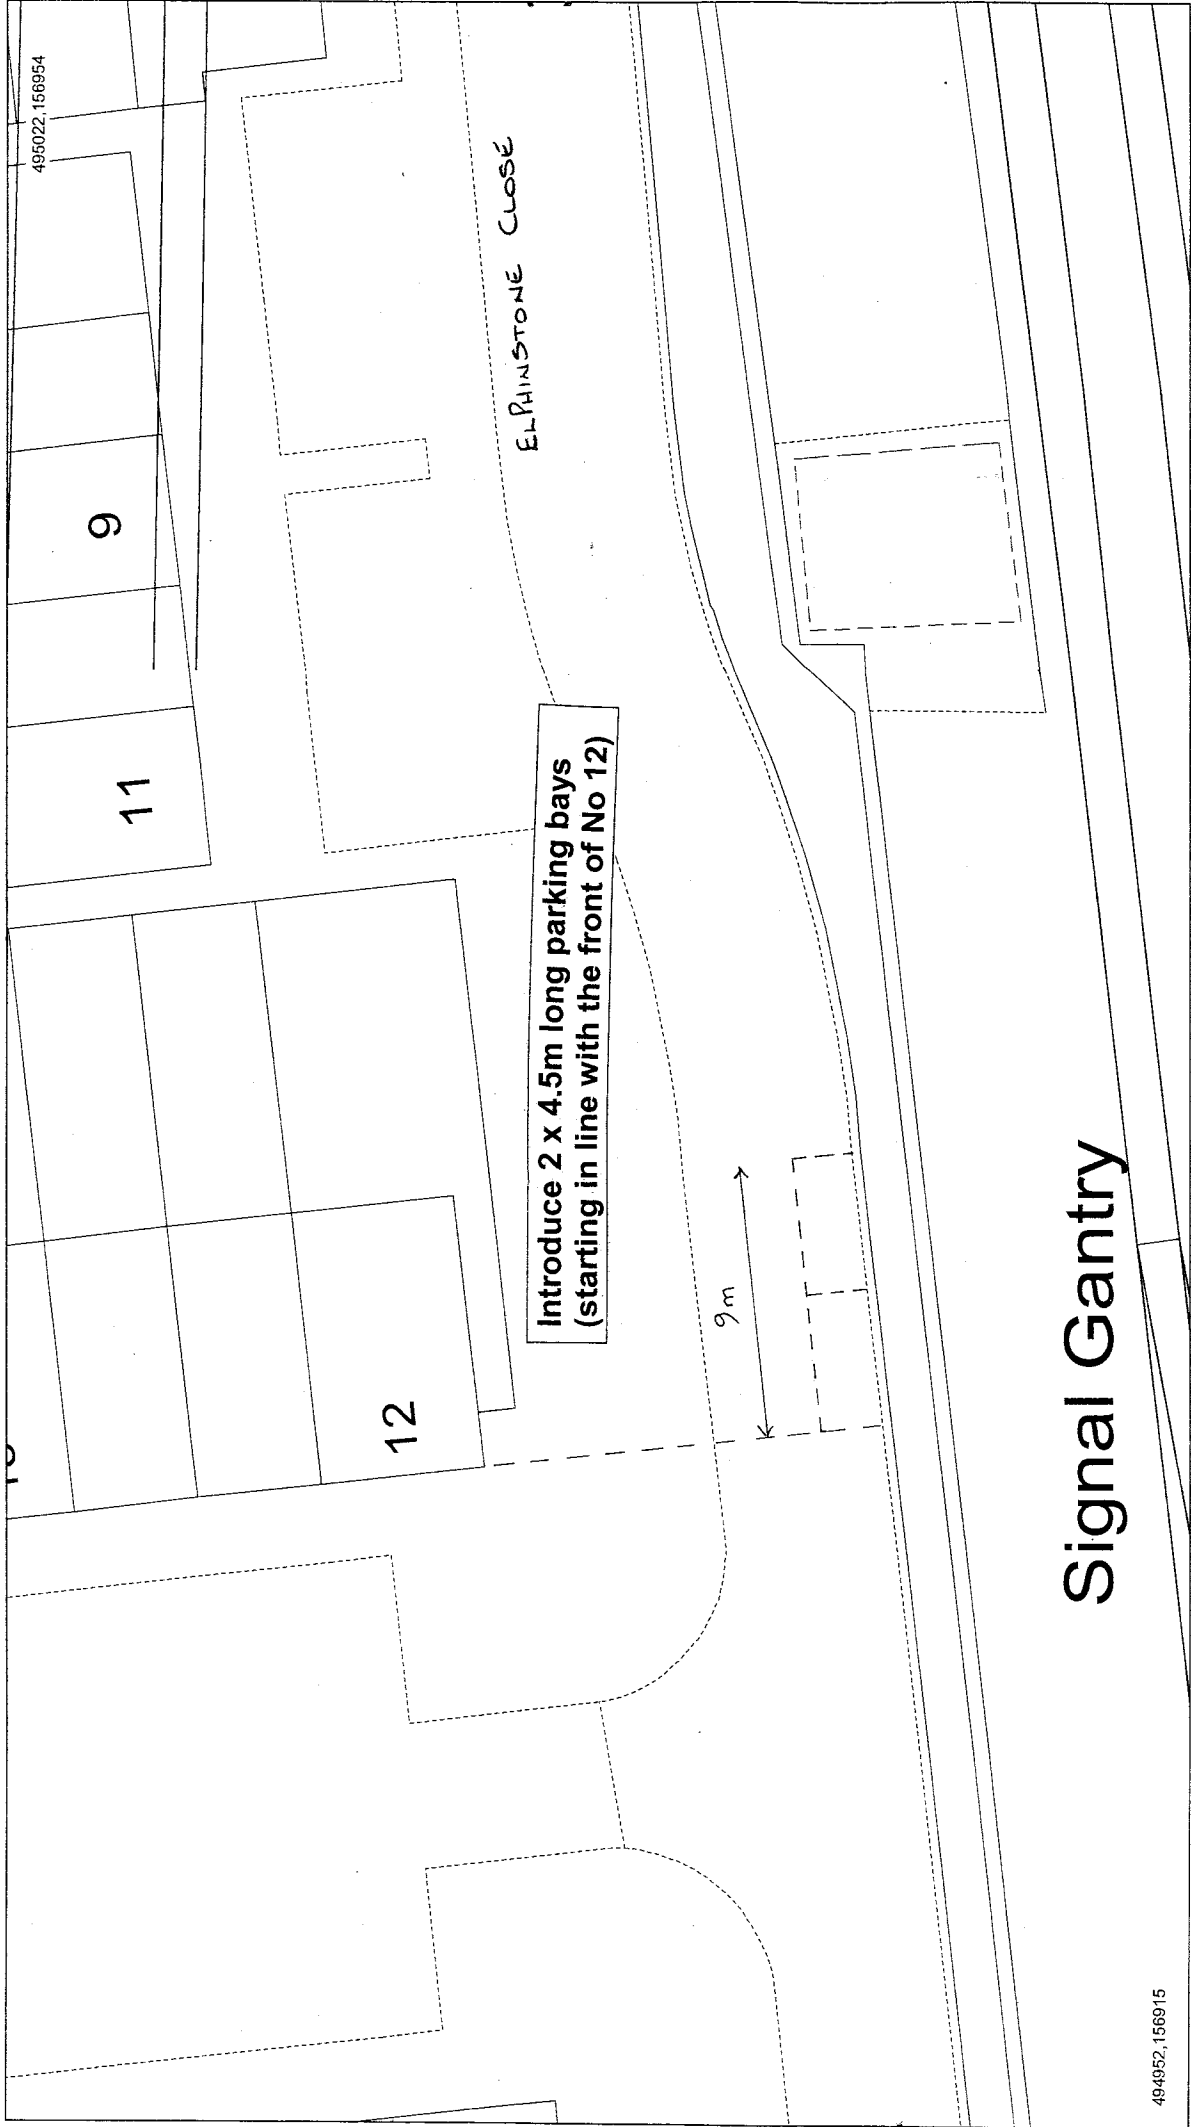 495022,156954
ELPHINSTONE CLOSE
9
11
Introduce 2 x 4.5m long parking bays
(starting in line with the front of No 12)
12
9m
Signal Gantry
494952,156915